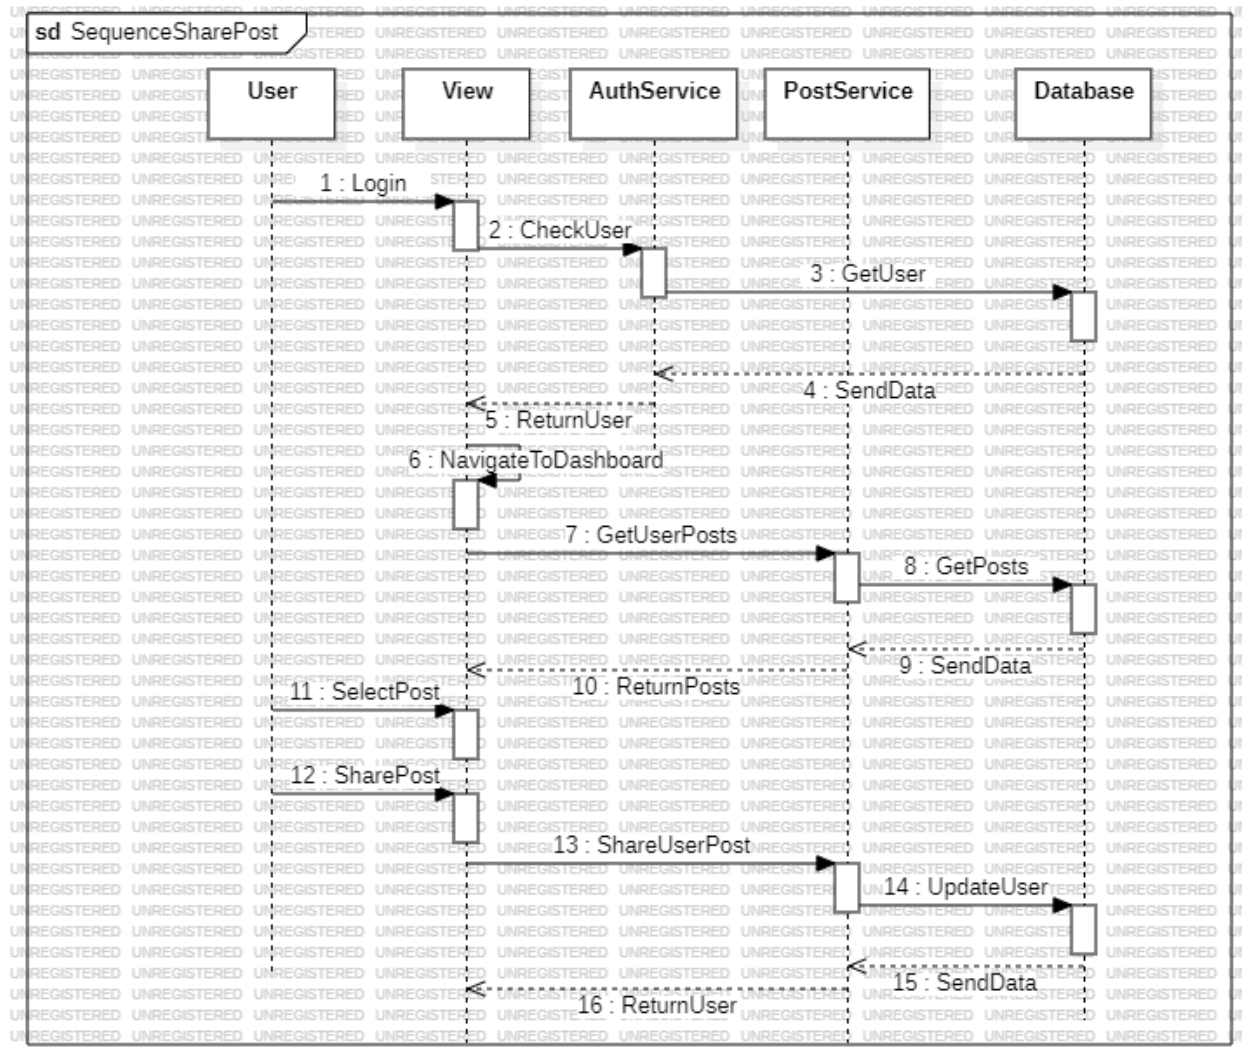 sd SequenceSharePost
User
View
AuthService
PostService
Database
1 : Login
2 : CheckUser
3 : GetUser
4 : SendData
5 : ReturnUser
6 : NavigateToDashboard
7 : GetUserPosts
8 : GetPosts
9 : SendData
10 : ReturnPosts
11 : SelectPost
12 : SharePost
13 : ShareUserPost
14 : UpdateUser
15 : SendData
16 : ReturnUser
UNREGISTERED